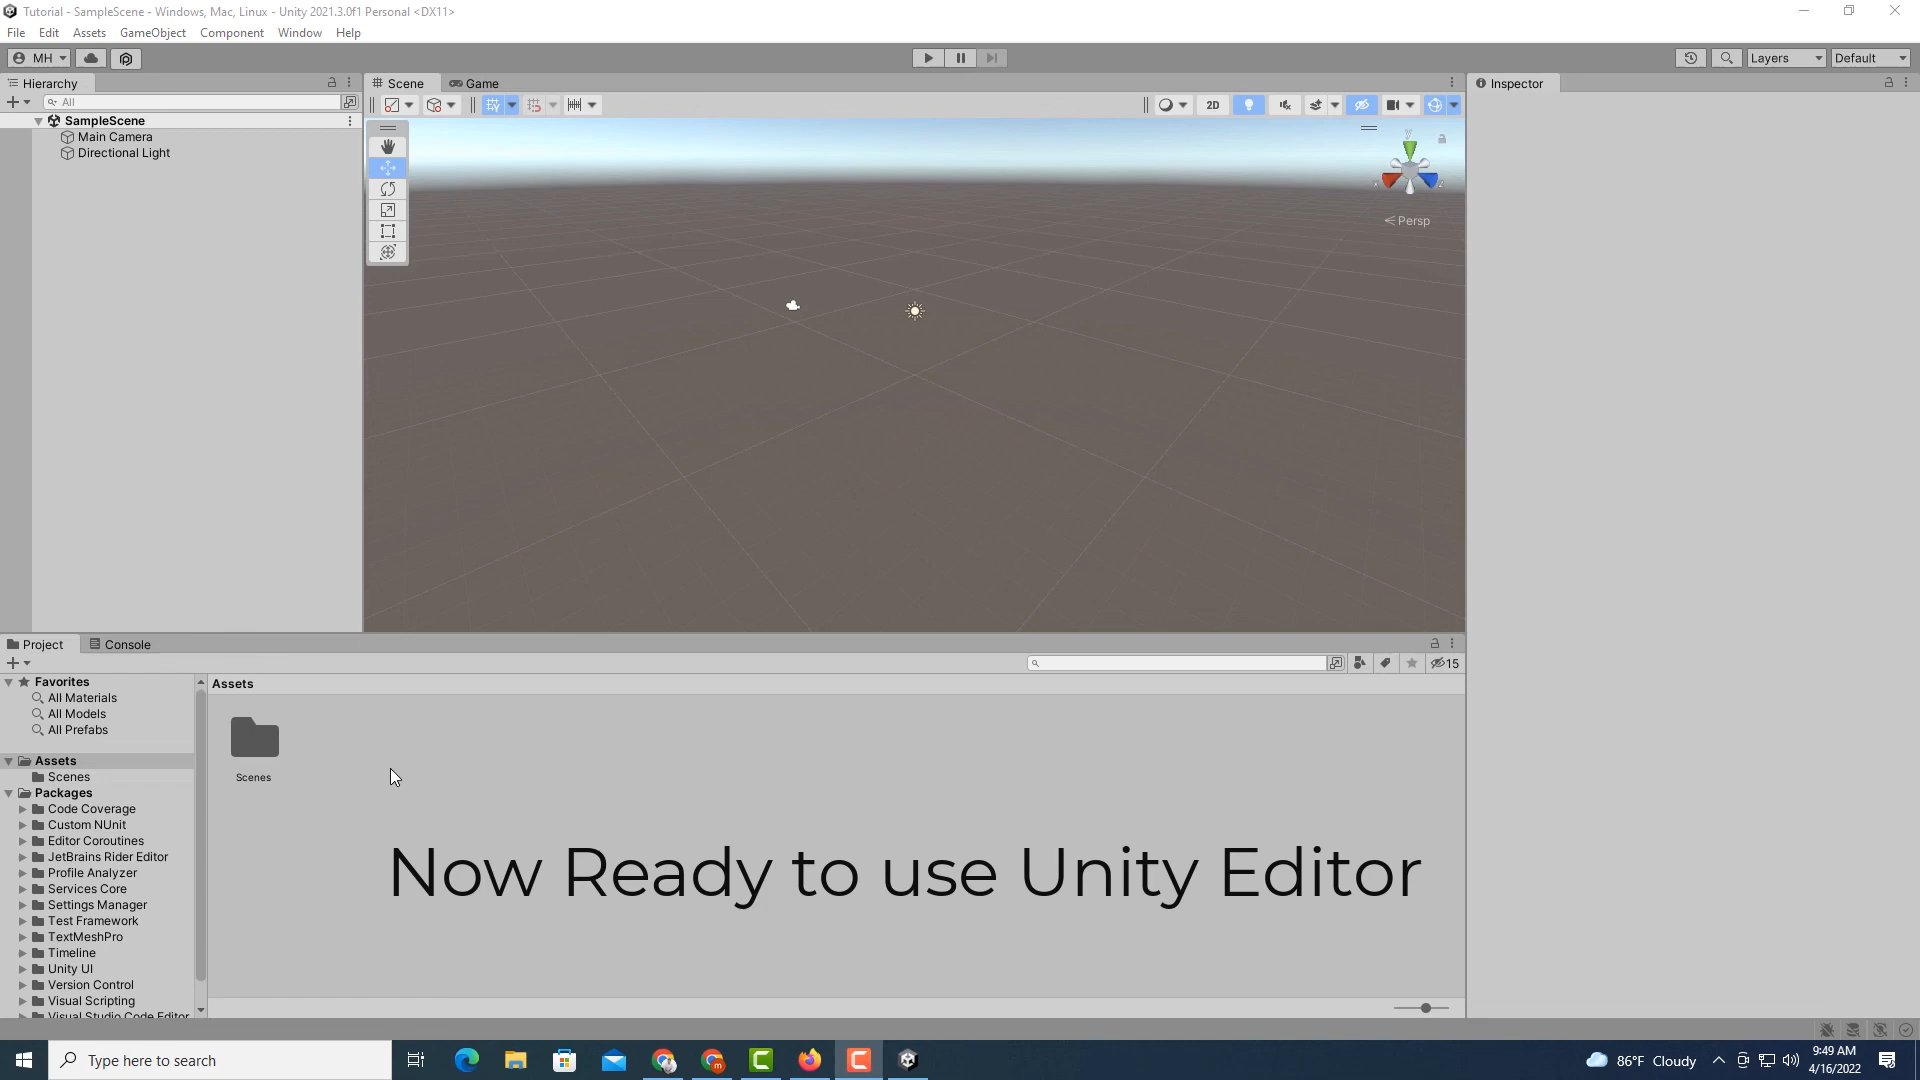 Tutorial - SampleScene - Windows, Mac, Linux - Unity 2021.3.0f1 Personal <DX11>
File Edit Assets GameObject Component Window Help
MH Layers Default
Hierarchy
All
SampleScene
Main Camera
Directional Light
Scene Game
2D
y
x z
Persp
Inspector
Project Console
15
Favorites
All Materials
All Models
All Prefabs
Assets
Scenes
Packages
Code Coverage
Custom NUnit
Editor Coroutines
JetBrains Rider Editor
Profile Analyzer
Services Core
Settings Manager
Test Framework
TextMeshPro
Timeline
Unity UI
Version Control
Visual Scripting
Visual Studio Code Editor
Assets
Scenes
Now Ready to use Unity Editor
Type here to search
86°F Cloudy
9:49 AM
4/16/2022